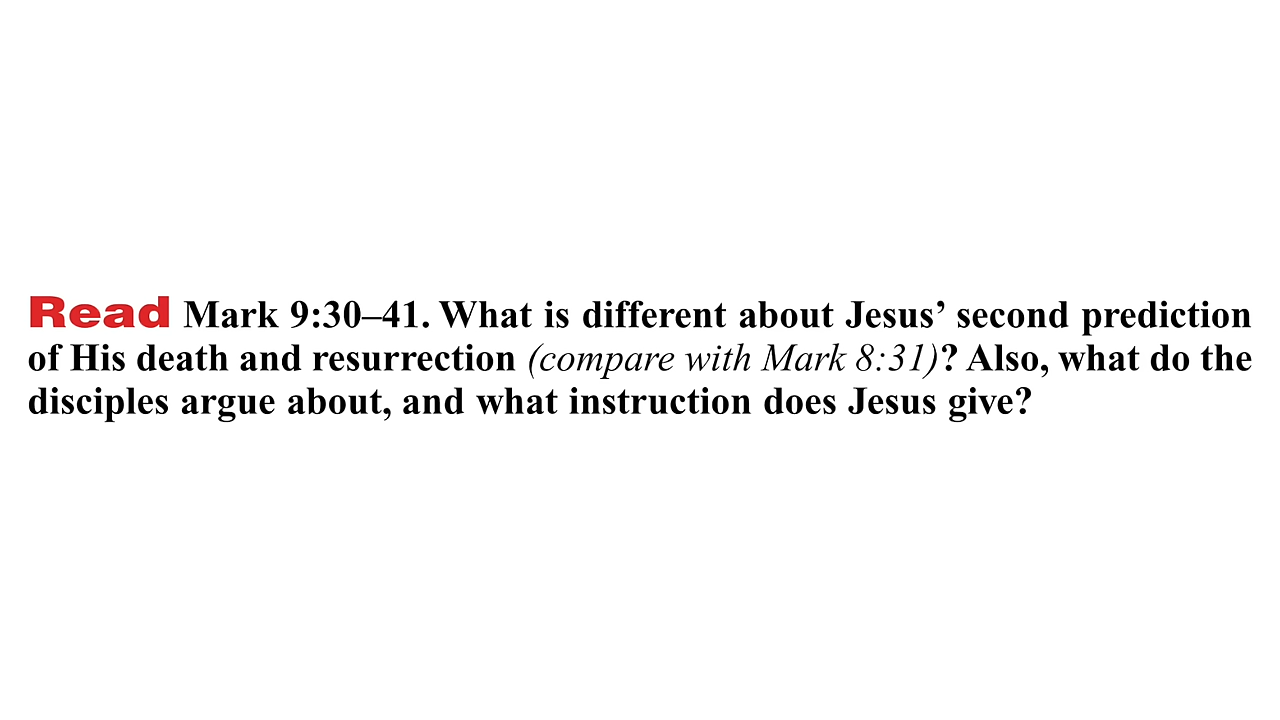 Read Mark 9:30–41. What is different about Jesus’ second prediction
of His death and resurrection (compare with Mark 8:31)? Also, what do the
disciples argue about, and what instruction does Jesus give?